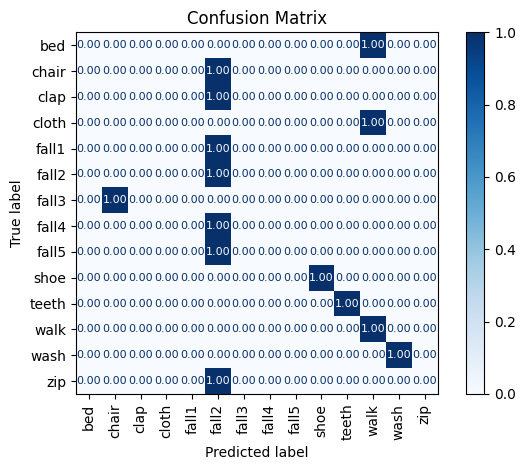 Confusion Matrix
True label
bed 0.00 0.00 0.00 0.00 0.00 0.00 0.00 0.00 0.00 0.00 0.00 1.00 0.00 0.00
chair 0.00 0.00 0.00 0.00 0.00 1.00 0.00 0.00 0.00 0.00 0.00 0.00 0.00 0.00
clap 0.00 0.00 0.00 0.00 0.00 1.00 0.00 0.00 0.00 0.00 0.00 0.00 0.00 0.00
cloth 0.00 0.00 0.00 0.00 0.00 0.00 0.00 0.00 0.00 0.00 0.00 1.00 0.00 0.00
fall1 0.00 0.00 0.00 0.00 0.00 1.00 0.00 0.00 0.00 0.00 0.00 0.00 0.00 0.00
fall2 0.00 0.00 0.00 0.00 0.00 1.00 0.00 0.00 0.00 0.00 0.00 0.00 0.00 0.00
fall3 0.00 1.00 0.00 0.00 0.00 0.00 0.00 0.00 0.00 0.00 0.00 0.00 0.00 0.00
fall4 0.00 0.00 0.00 0.00 0.00 1.00 0.00 0.00 0.00 0.00 0.00 0.00 0.00 0.00
fall5 0.00 0.00 0.00 0.00 0.00 1.00 0.00 0.00 0.00 0.00 0.00 0.00 0.00 0.00
shoe 0.00 0.00 0.00 0.00 0.00 0.00 0.00 0.00 0.00 1.00 0.00 0.00 0.00 0.00
teeth 0.00 0.00 0.00 0.00 0.00 0.00 0.00 0.00 0.00 0.00 1.00 0.00 0.00 0.00
walk 0.00 0.00 0.00 0.00 0.00 0.00 0.00 0.00 0.00 0.00 0.00 1.00 0.00 0.00
wash 0.00 0.00 0.00 0.00 0.00 0.00 0.00 0.00 0.00 0.00 0.00 0.00 1.00 0.00
zip 0.00 0.00 0.00 0.00 0.00 1.00 0.00 0.00 0.00 0.00 0.00 0.00 0.00 0.00
bed chair clap cloth fall1 fall2 fall3 fall4 fall5 shoe teeth walk wash zip
Predicted label
1.0
0.8
0.6
0.4
0.2
0.0